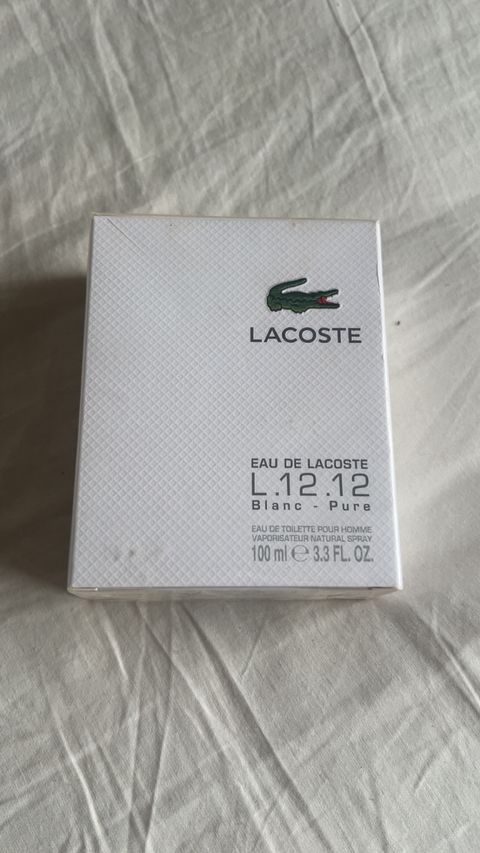 LACOSTE
EAU DE LACOSTE
L.12.12
Blanc - Pure
EAU DE TOILETTE POUR HOMME
VAPORISATEUR NATURAL SPRAY
100 ml ℮ 3.3 FL. OZ.